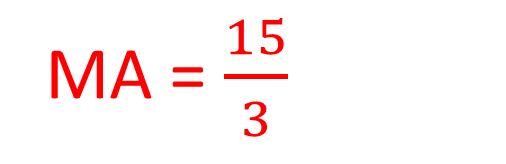 MA = 15/3